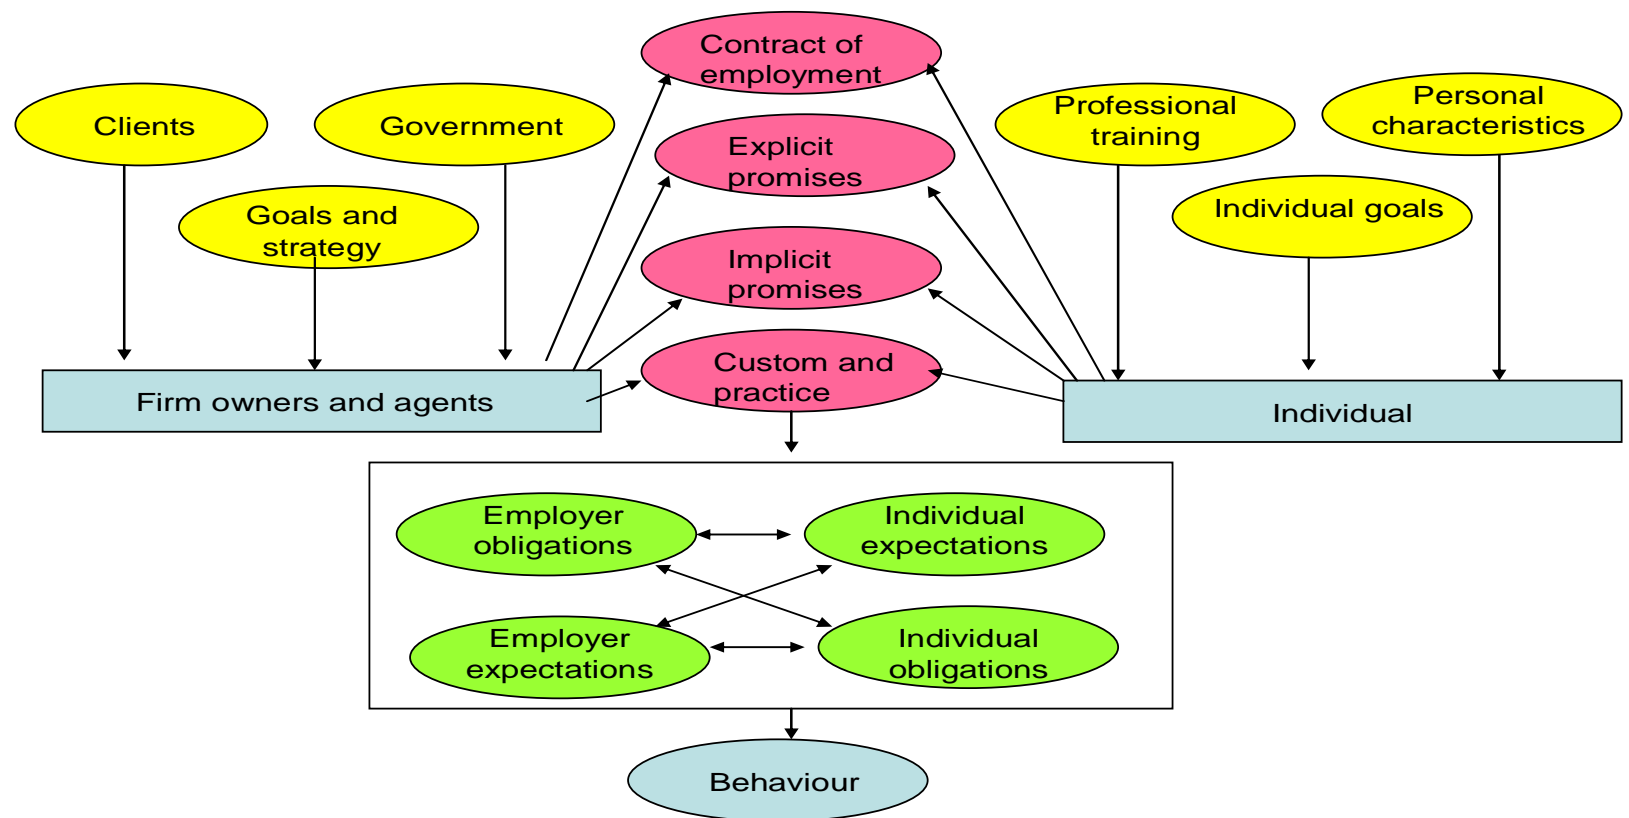 Contract of
employment
Clients
Government
Professional
training
Personal
characteristics
Explicit
promises
Goals and
strategy
Individual goals
Implicit
promises
Custom and
practice
Firm owners and agents
Individual
Employer
obligations
Individual
expectations
Employer
expectations
Individual
obligations
Behaviour